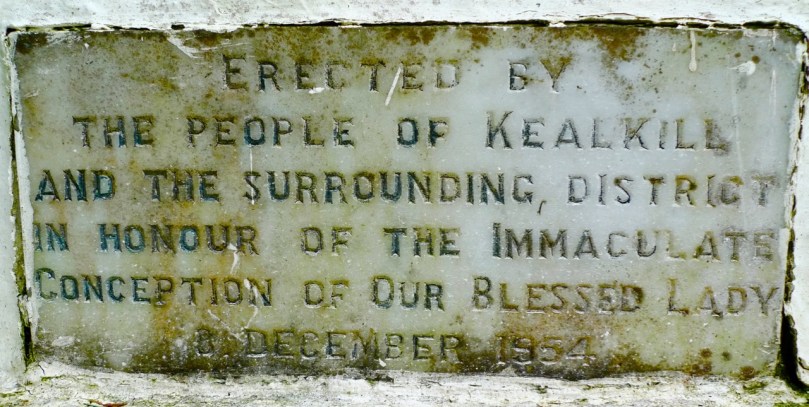 ERECTED BY
THE PEOPLE OF KEALKILL
AND THE SURROUNDING, DISTRICT
IN HONOUR OF THE IMMACULATE
CONCEPTION OF OUR BLESSED LADY
8 DECEMBER 1954